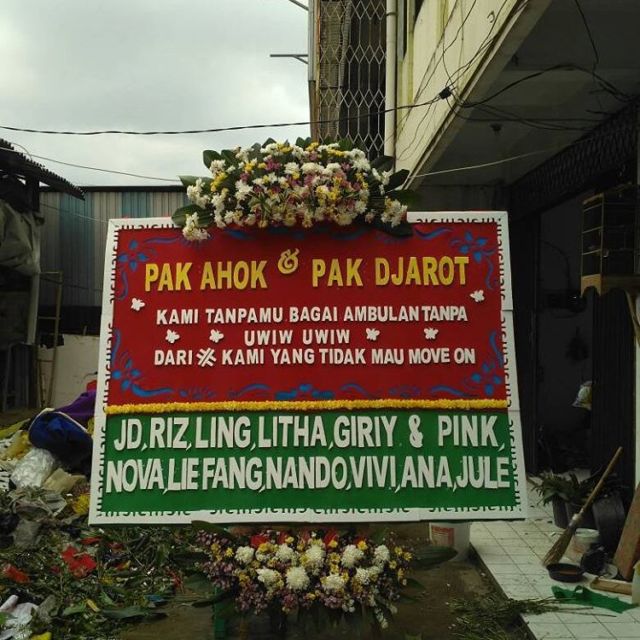 PAK AHOK & PAK DJAROT
KAMI TANPAMU BAGAI AMBULAN TANPA
UWIW UWIW
DARI # KAMI YANG TIDAK MAU MOVE ON
JD,RIZ,LING,LITHA,GIRIY & PINK,
NOVA,LIE FANG,NANDO,VIVI,ANA,JULE